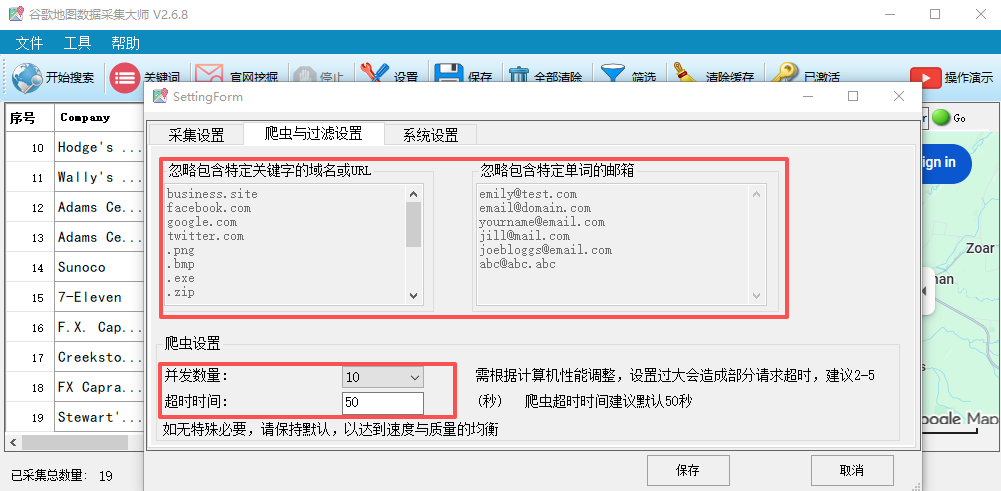 谷歌地图数据采集大师 V2.6.8
文件 工具 帮助
开始搜索 关键词 官网挖掘 停止 设置 保存 全部清除 筛选 清除缓存 已激活 操作演示
SettingForm
序号 Company
Go
采集设置 爬虫与过滤设置 系统设置
10 Hodge's ...
11 Wally's ...
12 Adams Ce...
13 Adams Ce...
14 Sunoco
15 7-Eleven
16 F.X. Cap...
17 Creeksto...
18 FX Capra...
19 Stewart'...
忽略包含特定关键字的域名或URL
business.site
facebook.com
google.com
twitter.com
.png
.bmp
.exe
.zip
忽略包含特定单词的邮箱
emily@test.com
email@domain.com
yourname@email.com
jill@mail.com
joebloggs@email.com
abc@abc.abc
ign in
Zoar
nan
爬虫设置
并发数量: 10 需根据计算机性能调整，设置过大会造成部分请求超时，建议2-5
超时时间: 50 (秒) 爬虫超时时间建议默认50秒
如无特殊必要，请保持默认，以达到速度与质量的均衡
oogle Map
已采集总数量: 19
保存 取消